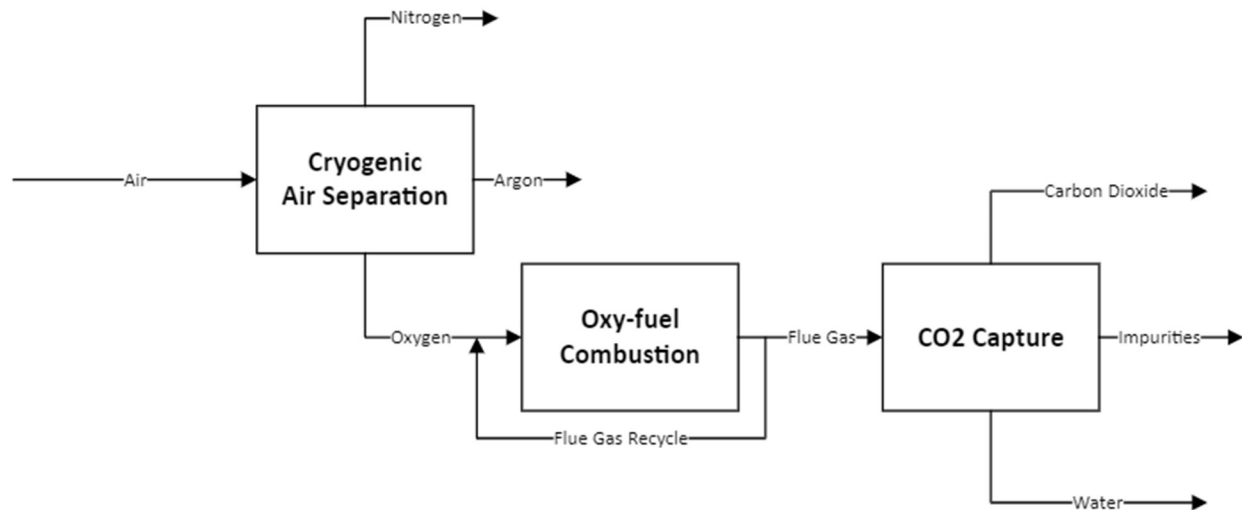 Nitrogen
Cryogenic
Air Separation
Air
Argon
Carbon Dioxide
Oxygen
Oxy-fuel
Combustion
Flue Gas
CO2 Capture
Impurities
Flue Gas Recycle
Water